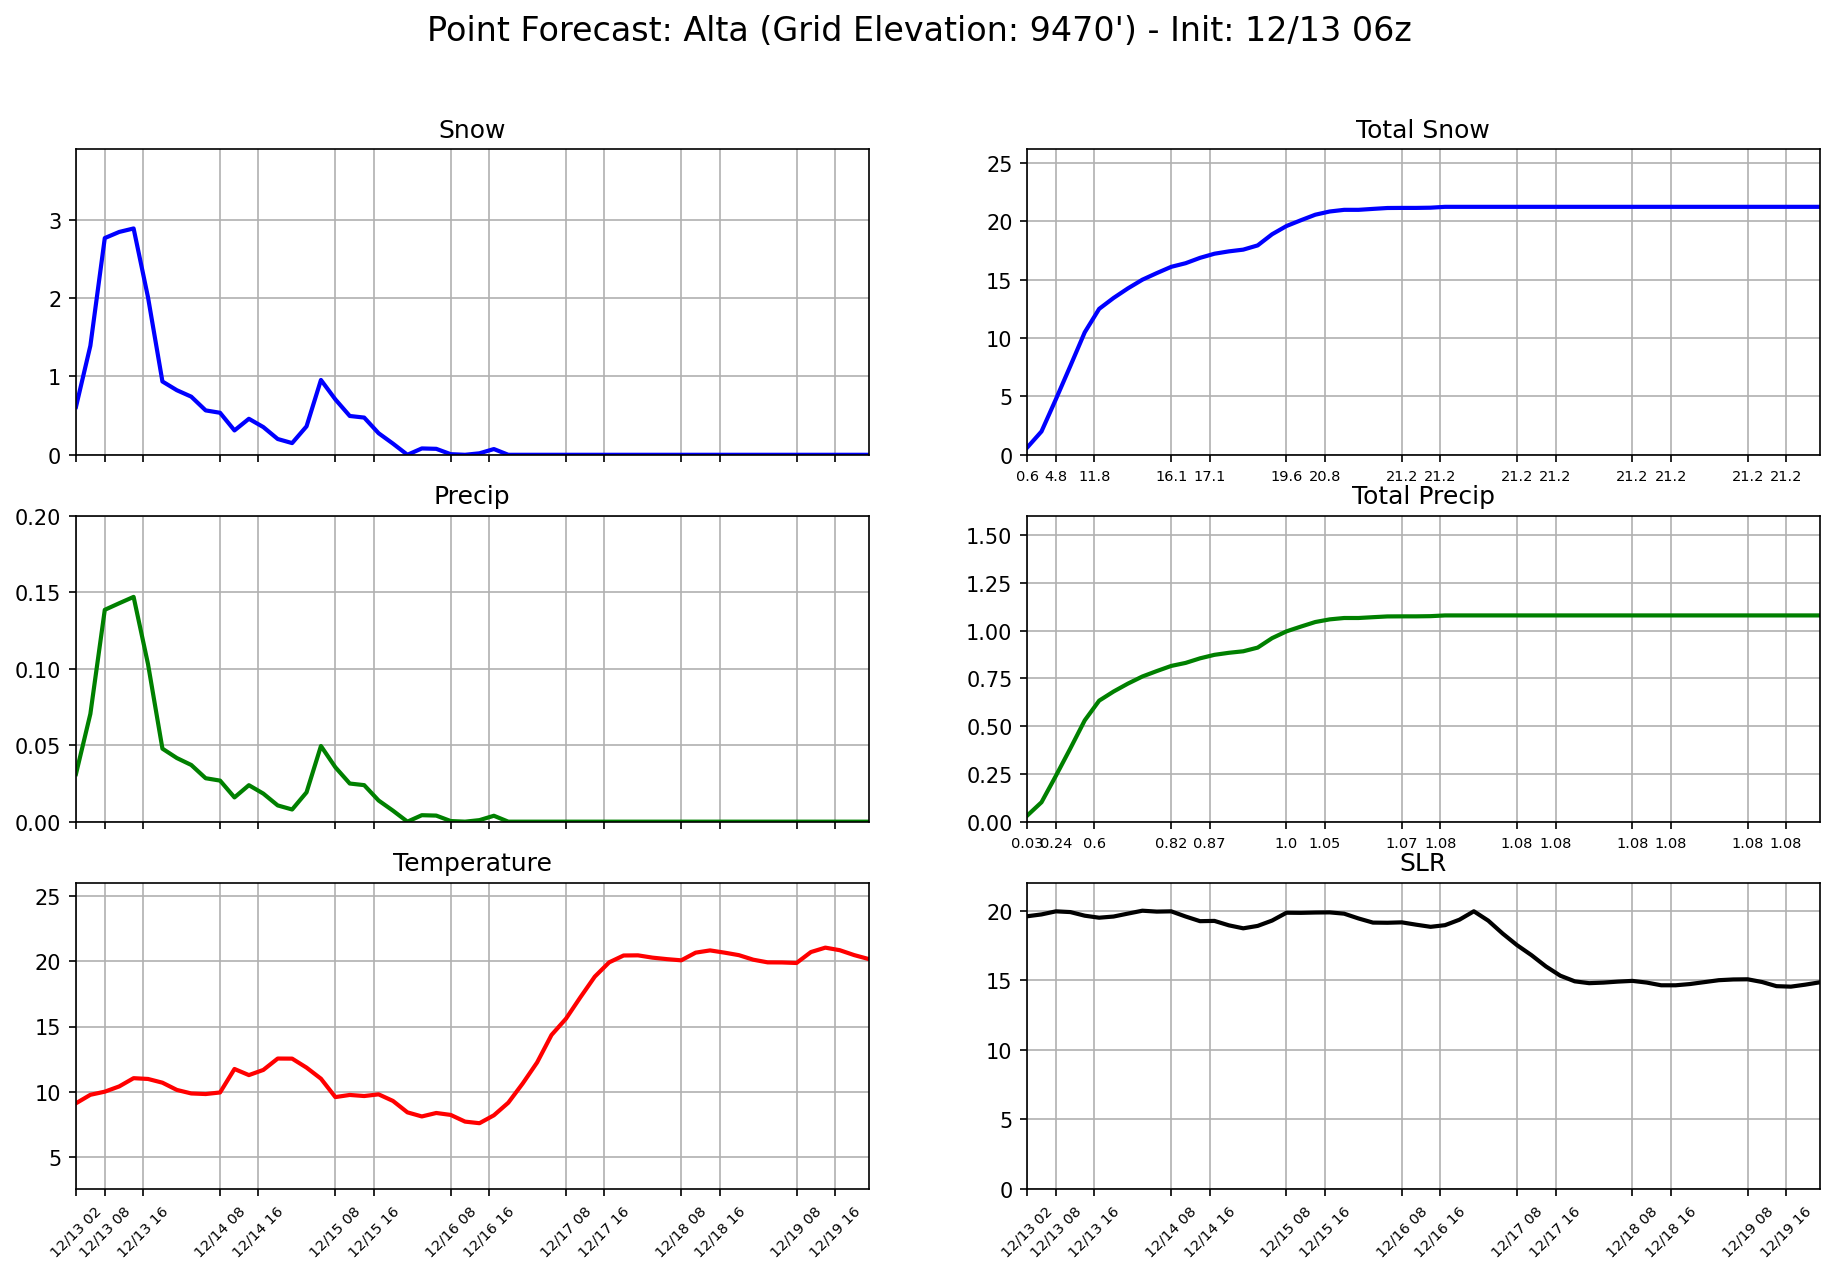 Point Forecast: Alta (Grid Elevation: 9470') - Init: 12/13 06z
Snow
3
2
1
0
Total Snow
25
20
15
10
5
0
0.6 4.8 11.8 16.1 17.1 19.6 20.8 21.2 21.2 21.2 21.2 21.2 21.2 21.2 21.2
Precip
0.20
0.15
0.10
0.05
0.00
Total Precip
1.50
1.25
1.00
0.75
0.50
0.25
0.00
0.03 0.24 0.6 0.82 0.87 1.0 1.05 1.07 1.08 1.08 1.08 1.08 1.08 1.08 1.08
Temperature
25
20
15
10
5
12/13 02 12/13 08 12/13 16 12/14 08 12/14 16 12/15 08 12/15 16 12/16 08 12/16 16 12/17 08 12/17 16 12/18 08 12/18 16 12/19 08 12/19 16
SLR
20
15
10
5
0
12/13 02 12/13 08 12/13 16 12/14 08 12/14 16 12/15 08 12/15 16 12/16 08 12/16 16 12/17 08 12/17 16 12/18 08 12/18 16 12/19 08 12/19 16